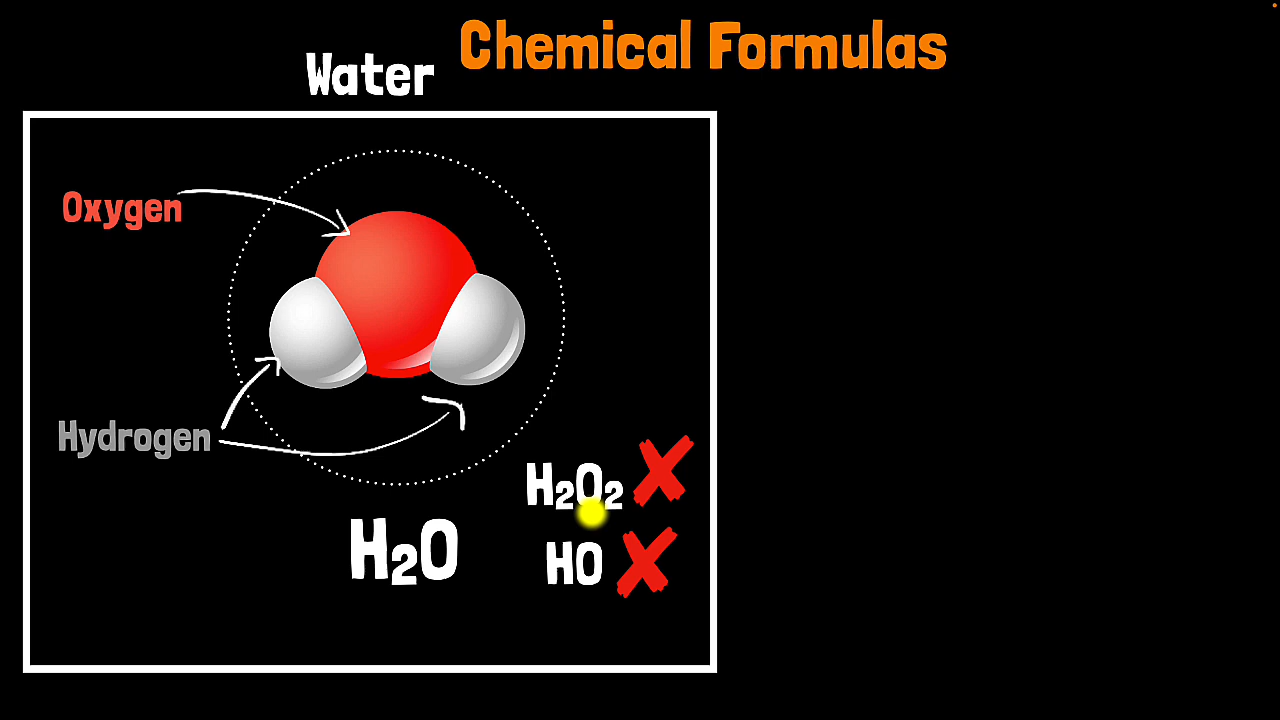 Chemical Formulas
Water
Oxygen
Hydrogen
H₂O₂
H₂O
HO